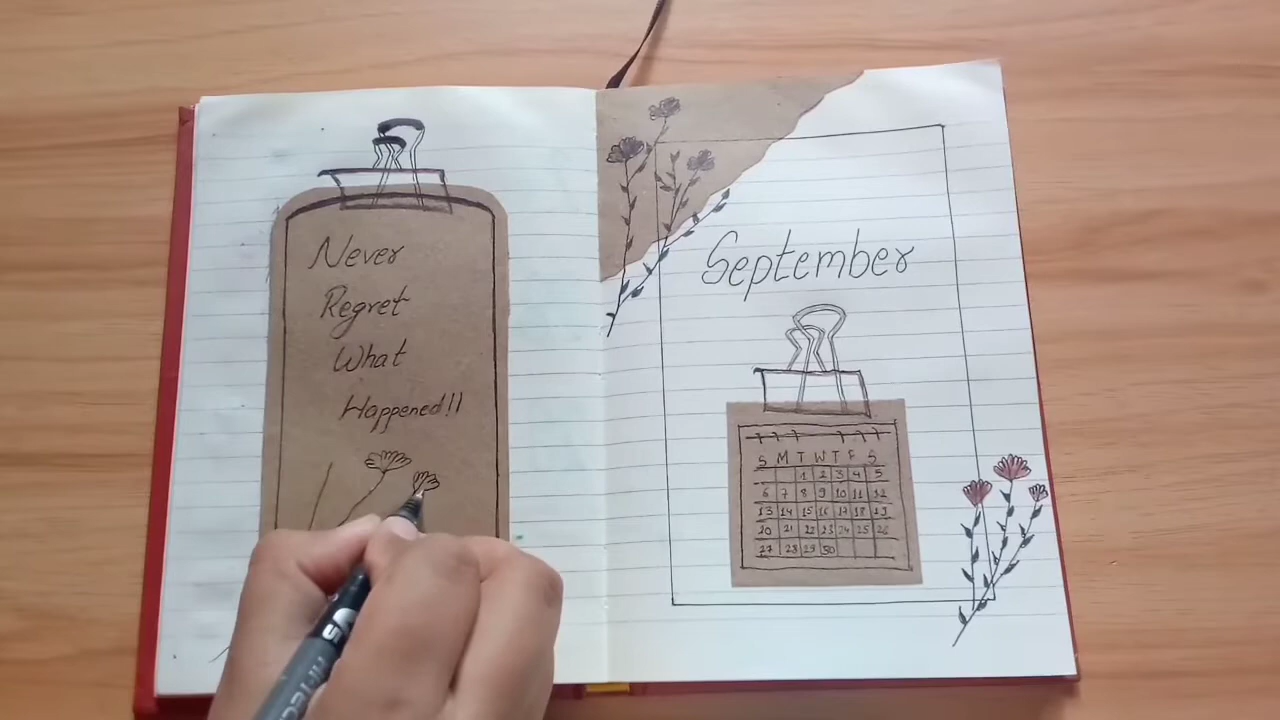 Never
Regret
What
Happened!!
September
S M T W T F S
1 2 3 4 5
6 7 8 9 10 11 12
13 14 15 16 17 18 19
20 21 22 23 24 25 26
27 28 29 30